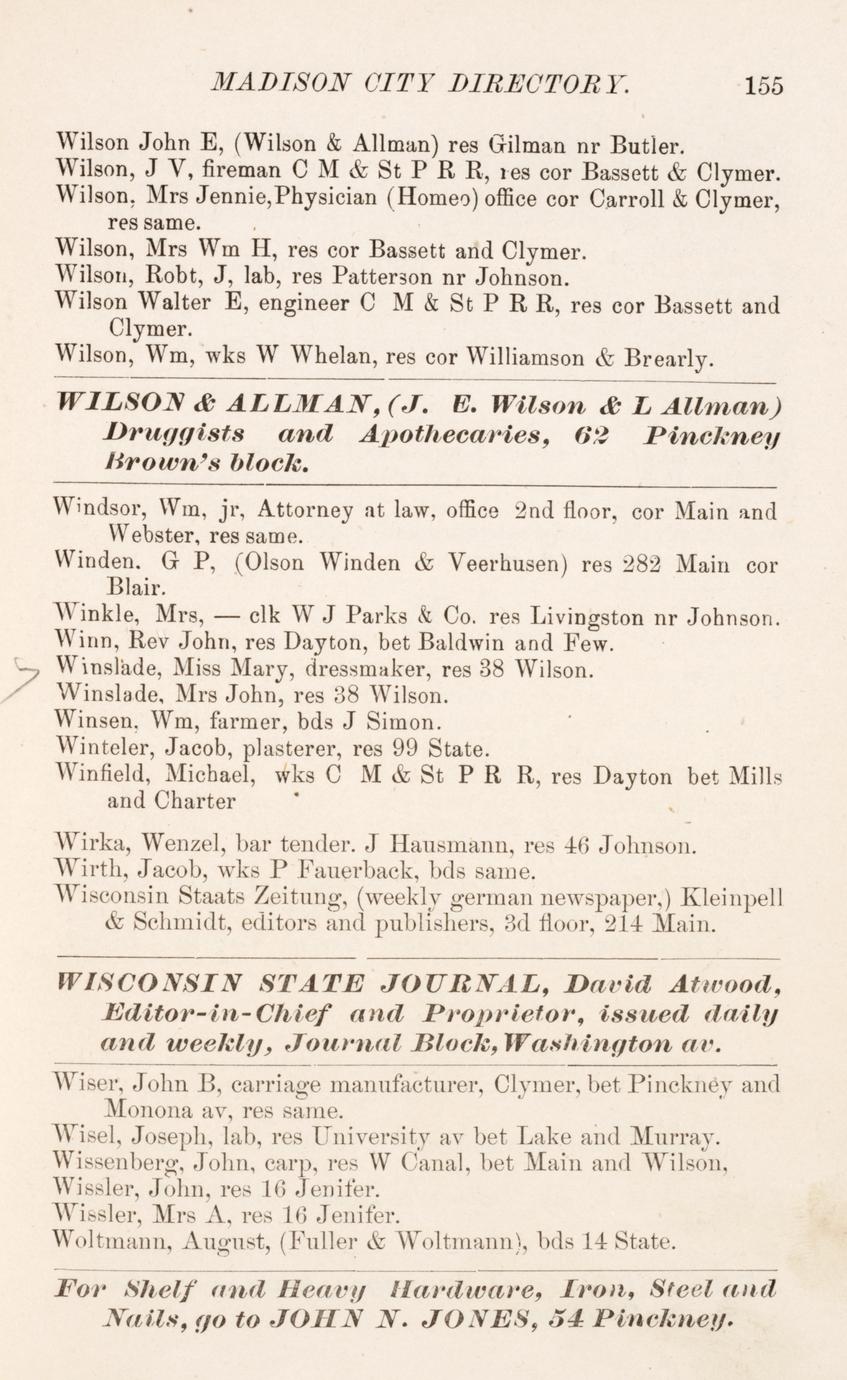 MADISON CITY DIRECTORY. 155
Wilson John E, (Wilson & Allman) res Gilman nr Butler.
Wilson, J V, fireman C M & St P R R, res cor Bassett & Clymer.
Wilson, Mrs Jennie, Physician (Homeo) office cor Carroll & Clymer,
res same.
Wilson, Mrs Wm H, res cor Bassett and Clymer.
Wilson, Robt, J, lab, res Patterson nr Johnson.
Wilson Walter E, engineer C M & St P R R, res cor Bassett and
Clymer.
Wilson, Wm, wks W Whelan, res cor Williamson & Brearly.
WILSON & ALLMAN, (J. E. Wilson & L Allman)
Druggists and Apothecaries, 62 Pinckney
Brown's block.
Windsor, Wm, jr, Attorney at law, office 2nd floor, cor Main and
Webster, res same.
Winden. G P, (Olson Winden & Veerhusen) res 282 Main cor
Blair.
Winkle, Mrs, — clk W J Parks & Co. res Livingston nr Johnson.
Winn, Rev John, res Dayton, bet Baldwin and Few.
Winslade, Miss Mary, dressmaker, res 38 Wilson.
Winslade, Mrs John, res 38 Wilson.
Winsen, Wm, farmer, bds J Simon.
Winteler, Jacob, plasterer, res 99 State.
Winfield, Michael, wks C M & St P R R, res Dayton bet Mills
and Charter
Wirka, Wenzel, bar tender. J Hausmann, res 46 Johnson.
Wirth, Jacob, wks P Fauerback, bds same.
Wisconsin Staats Zeitung, (weekly german newspaper,) Kleinpell
& Schmidt, editors and publishers, 3d floor, 214 Main.
WISCONSIN STATE JOURNAL, David Atwood,
Editor-in-Chief and Proprietor, issued daily
and weekly, Journal Block, Washington av.
Wiser, John B, carriage manufacturer, Clymer, bet Pinckney and
Monona av, res same.
Wisel, Joseph, lab, res University av bet Lake and Murray.
Wissenberg, John, carp, res W Canal, bet Main and Wilson,
Wissler, John, res 16 Jenifer.
Wissler, Mrs A, res 16 Jenifer.
Woltmann, August, (Fuller & Woltmann), bds 14 State.
For Shelf and Heavy Hardware, Iron, Steel and
Nails, go to JOHN N. JONES, 54 Pinckney.